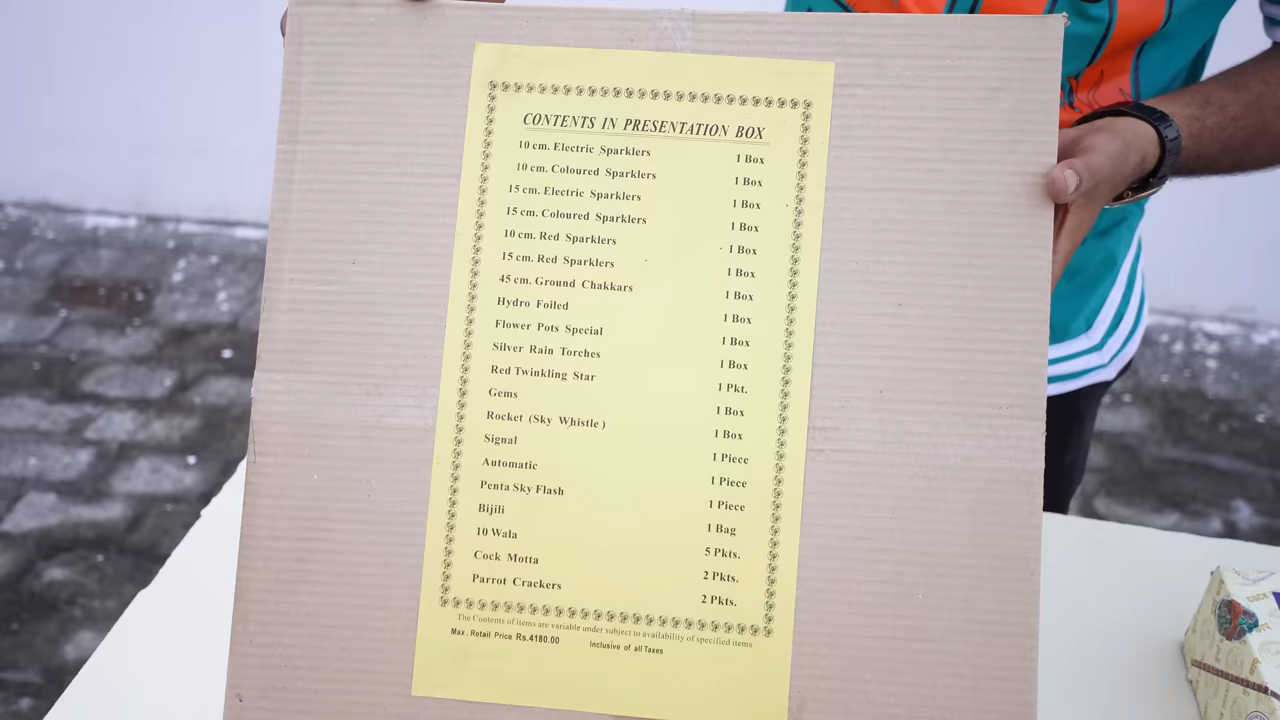 CONTENTS IN PRESENTATION BOX
10 cm. Electric Sparklers 1 Box
10 cm. Coloured Sparklers 1 Box
15 cm. Electric Sparklers 1 Box
15 cm. Coloured Sparklers 1 Box
10 cm. Red Sparklers 1 Box
15 cm. Red Sparklers 1 Box
45 cm. Ground Chakkars 1 Box
Hydro Foiled 1 Box
Flower Pots Special 1 Box
Silver Rain Torches 1 Box
Red Twinkling Star 1 Pkt.
Gems 1 Box
Rocket (Sky Whistle) 1 Box
Signal 1 Piece
Automatic 1 Piece
Penta Sky Flash 1 Piece
Bijili 1 Bag
10 Wala 5 Pkts.
Cock Motta 2 Pkts.
Parrot Crackers 2 Pkts.
The Contents of items are variable under subject to availability of specified items
Max. Retail Price Rs.4180.00 Inclusive of all Taxes